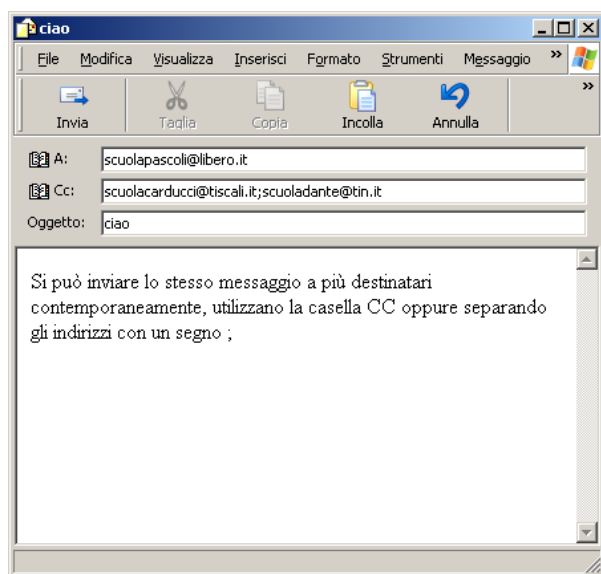 ciao
File Modifica Visualizza Inserisci Formato Strumenti Messaggio »
Invia Taglia Copia Incolla Annulla »
A: scuolapascoli@libero.it
Cc: scuolacarducci@tiscali.it;scuoladante@tin.it
Oggetto: ciao
Si può inviare lo stesso messaggio a più destinatari
contemporaneamente, utilizzano la casella CC oppure separando
gli indirizzi con un segno ;